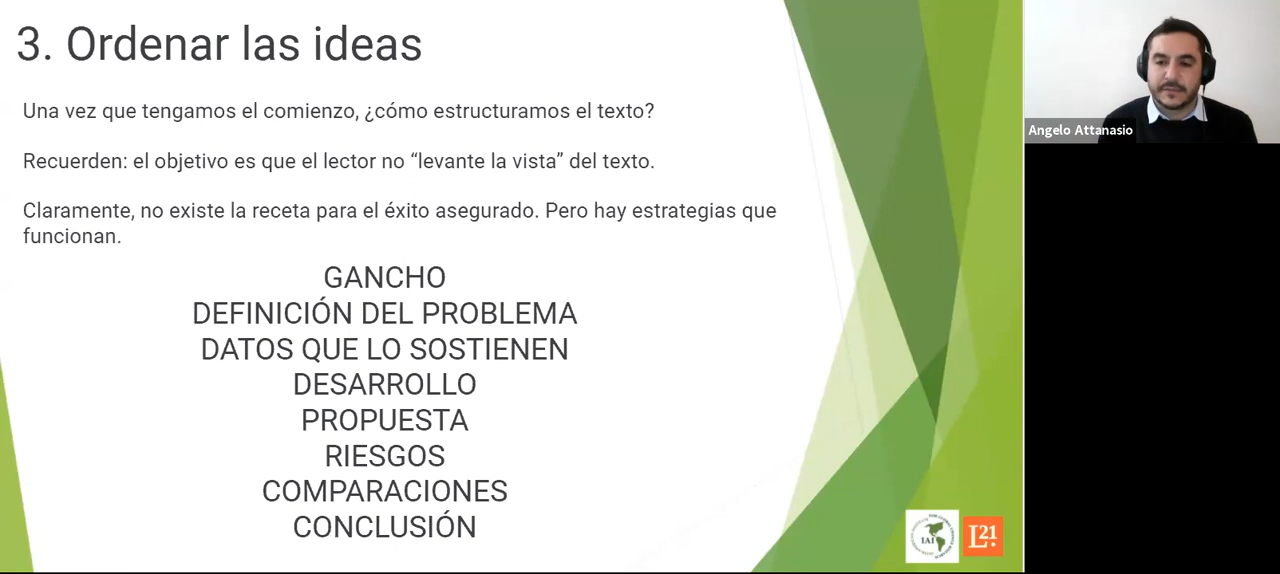 3. Ordenar las ideas
Una vez que tengamos el comienzo, ¿cómo estructuramos el texto?
Recuerden: el objetivo es que el lector no “levante la vista” del texto.
Claramente, no existe la receta para el éxito asegurado. Pero hay estrategias que
funcionan.
GANCHO
DEFINICIÓN DEL PROBLEMA
DATOS QUE LO SOSTIENEN
DESARROLLO
PROPUESTA
RIESGOS
COMPARACIONES
CONCLUSIÓN
Angelo Attanasio
IAI
L21